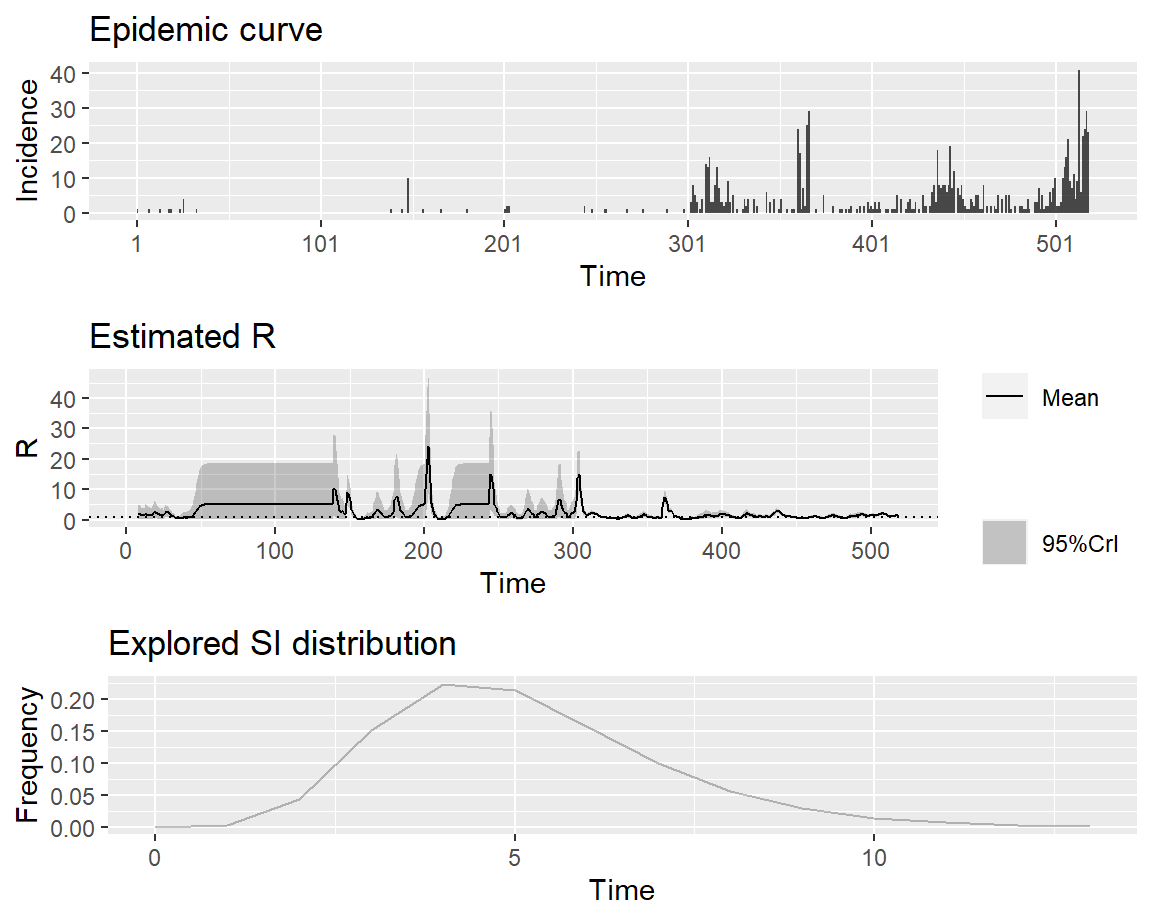 Epidemic curve
Incidence
40
30
20
10
0
1 101 201 301 401 501
Time
Estimated R
R
40
30
20
10
0
0 100 200 300 400 500
Time
Mean
95%CrI
Explored SI distribution
Frequency
0.20
0.15
0.10
0.05
0.00
0 5 10
Time